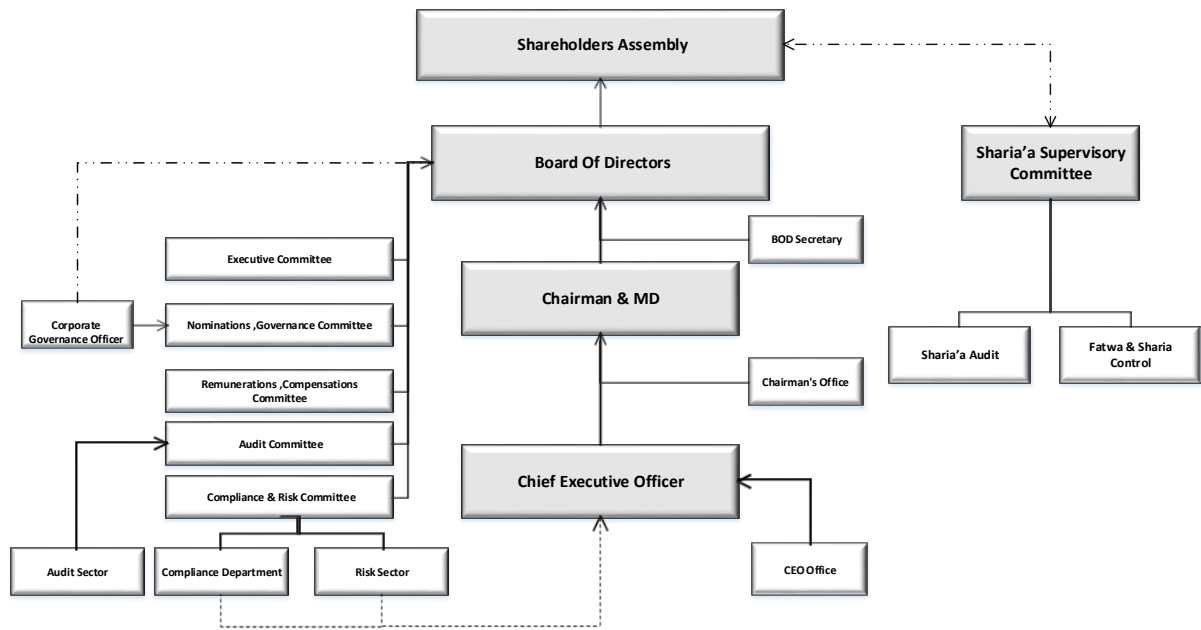 Shareholders Assembly
Board Of Directors
Sharia’a Supervisory
Committee
BOD Secretary
Executive Committee
Chairman & MD
Corporate
Governance Officer
Nominations ,Governance Committee
Sharia’a Audit
Fatwa & Sharia
Control
Remunerations ,Compensations
Committee
Chairman's Office
Audit Committee
Chief Executive Officer
Compliance & Risk Committee
Audit Sector
Compliance Department
Risk Sector
CEO Office